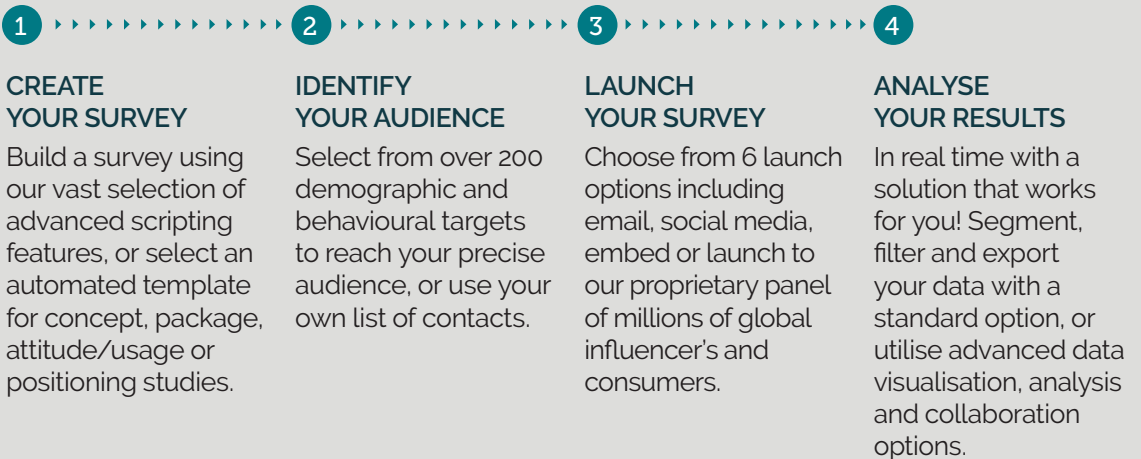 1
2
3
4
CREATE
YOUR SURVEY
Build a survey using
our vast selection of
advanced scripting
features, or select an
automated template
for concept, package,
attitude/usage or
positioning studies.
IDENTIFY
YOUR AUDIENCE
Select from over 200
demographic and
behavioural targets
to reach your precise
audience, or use your
own list of contacts.
LAUNCH
YOUR SURVEY
Choose from 6 launch
options including
email, social media,
embed or launch to
our proprietary panel
of millions of global
influencer's and
consumers.
ANALYSE
YOUR RESULTS
In real time with a
solution that works
for you! Segment,
filter and export
your data with a
standard option, or
utilise advanced data
visualisation, analysis
and collaboration
options.